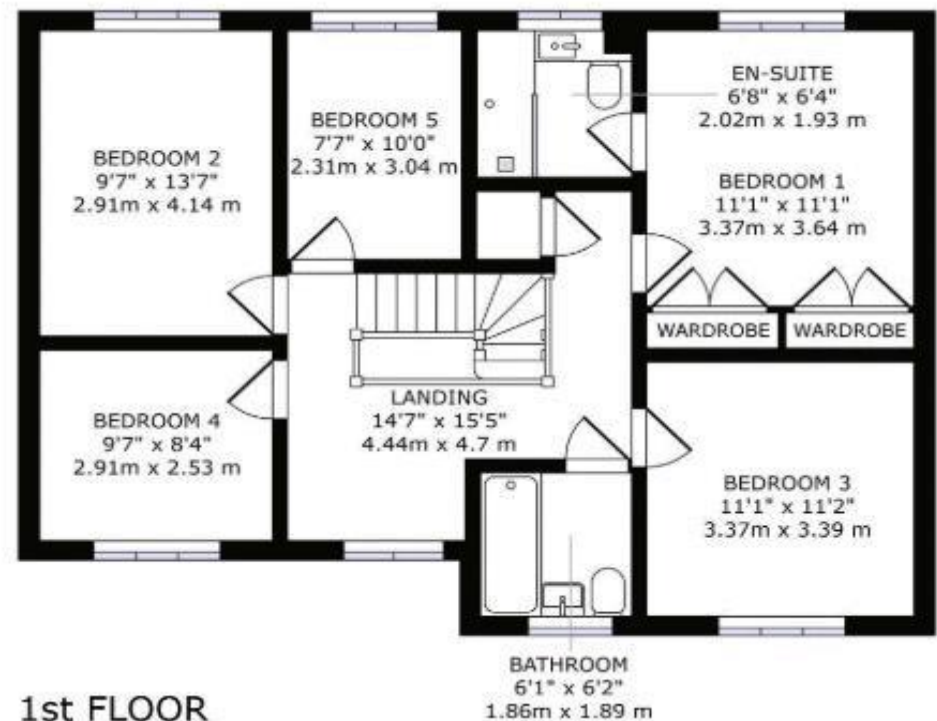 BEDROOM 2
9'7" x 13'7"
2.91m x 4.14 m
BEDROOM 5
7'7" x 10'0"
2.31m x 3.04 m
EN-SUITE
6'8" x 6'4"
2.02m x 1.93 m
BEDROOM 1
11'1" x 11'1"
3.37m x 3.64 m
WARDROBE
WARDROBE
BEDROOM 4
9'7" x 8'4"
2.91m x 2.53 m
LANDING
14'7" x 15'5"
4.44m x 4.7 m
BEDROOM 3
11'1" x 11'2"
3.37m x 3.39 m
BATHROOM
6'1" x 6'2"
1.86m x 1.89 m
1st FLOOR